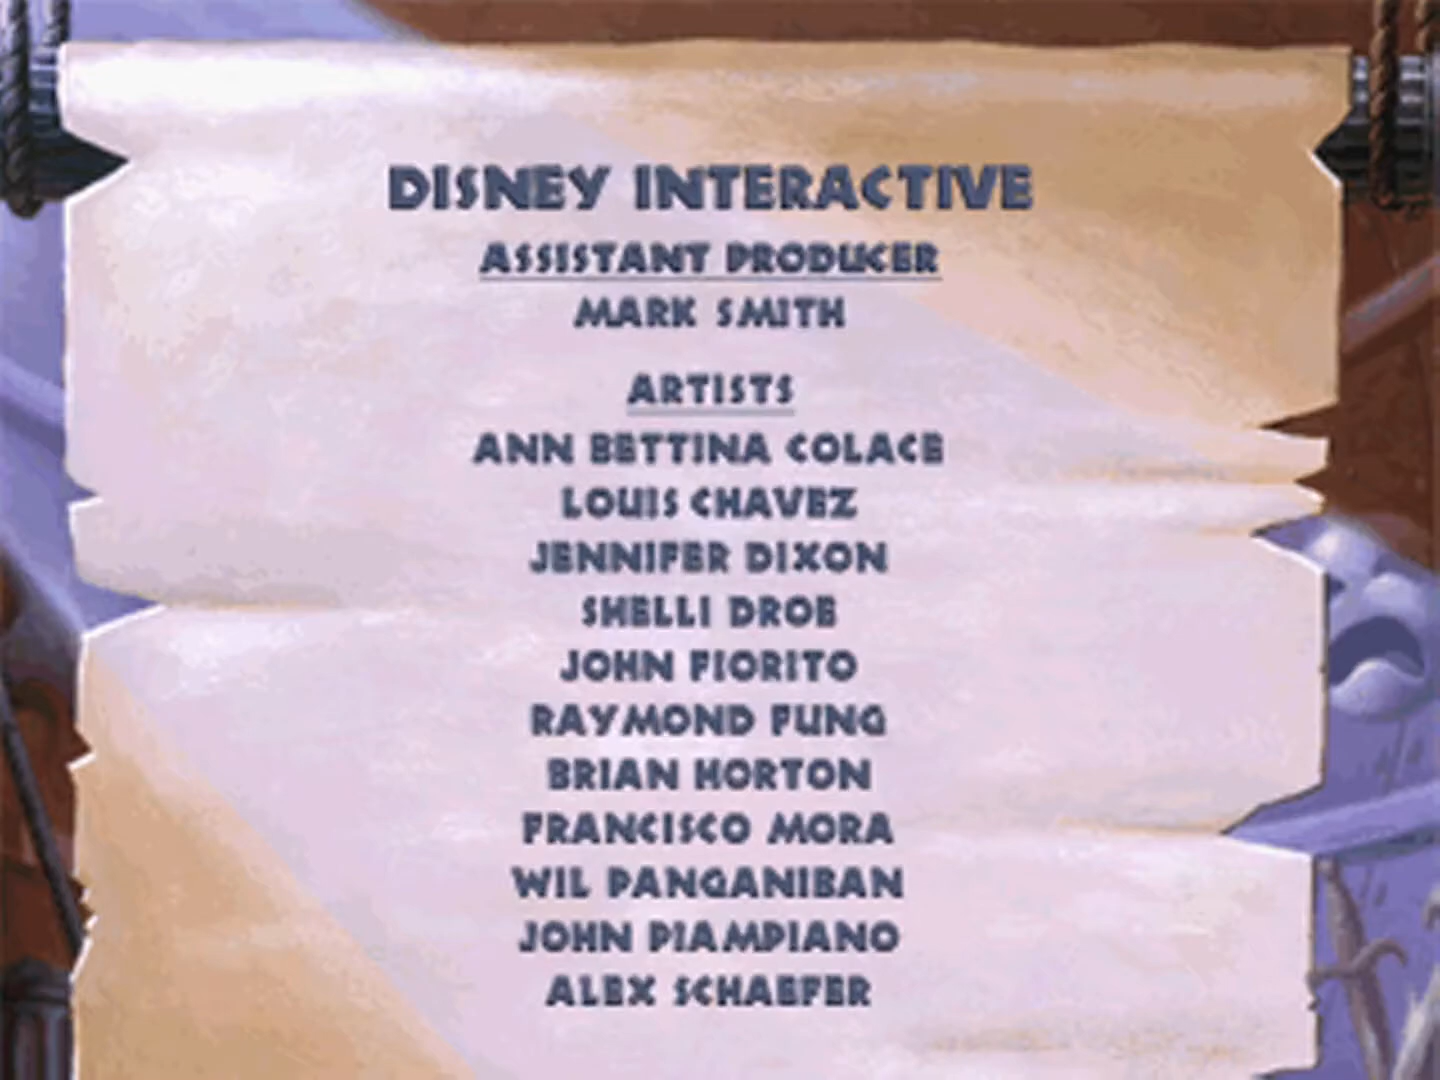 DISNEY INTERACTIVE
ASSISTANT PRODUCER
MARK SMITH
ARTISTS
ANN BETTINA COLACE
LOUIS CHAVEZ
JENNIFER DIXON
SHELLI DROE
JOHN FIORITO
RAYMOND FUNG
BRIAN HORTON
FRANCISCO MORA
WIL PANGANIBAN
JOHN PIAMPIANO
ALEX SCHAEFER